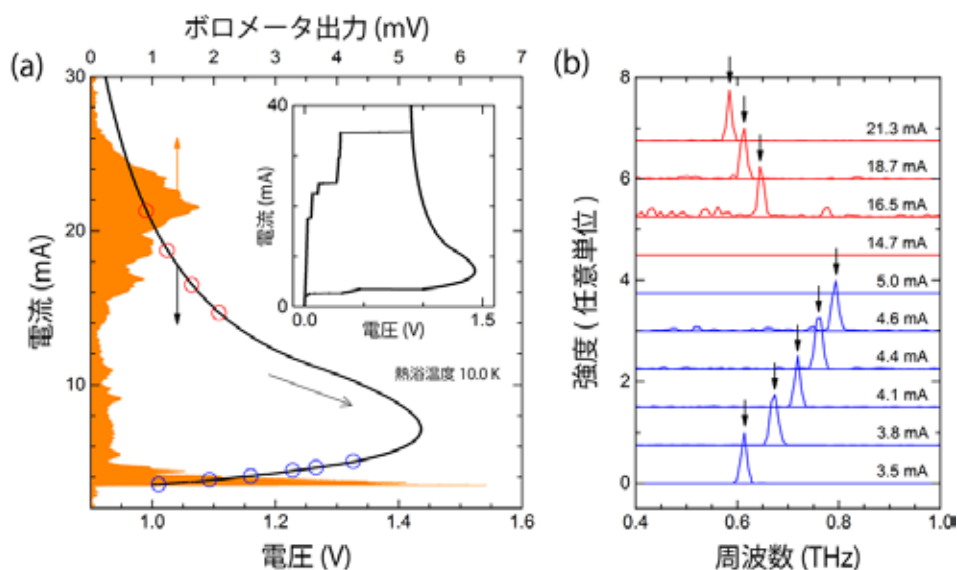 ボロメータ出力 (mV)
0 1 2 3 4 5 6 7
(a)
30
20
10
電流 (mA)
1.0 1.2 1.4 1.6
電圧 (V)
熱浴温度 10.0 K
40
0
電流 (mA)
0.0 1.5
電圧 (V)
(b)
8
6
4
2
0
強度 ( 任意単位)
21.3 mA
18.7 mA
16.5 mA
14.7 mA
5.0 mA
4.6 mA
4.4 mA
4.1 mA
3.8 mA
3.5 mA
0.4 0.6 0.8 1.0
周波数 (THz)